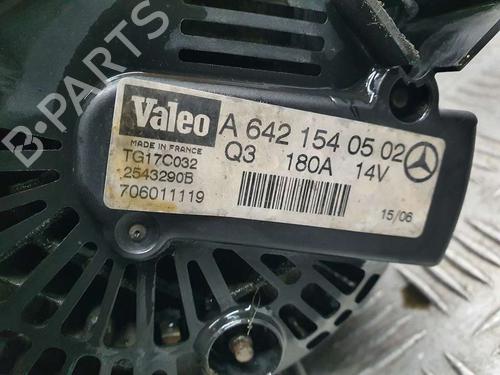 Valeo A 642 154 05 02
MADE IN FRANCE
TG17C032 Q3 180A 14V
2543290B
706011119
15/06
B-PARTS